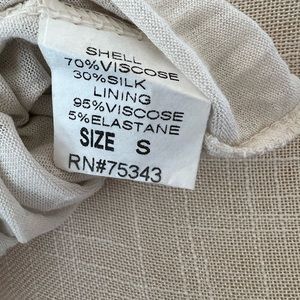 SHELL
70%VISCOSE
30%SILK
LINING
95%VISCOSE
5%ELASTANE
SIZE S
RN#75343